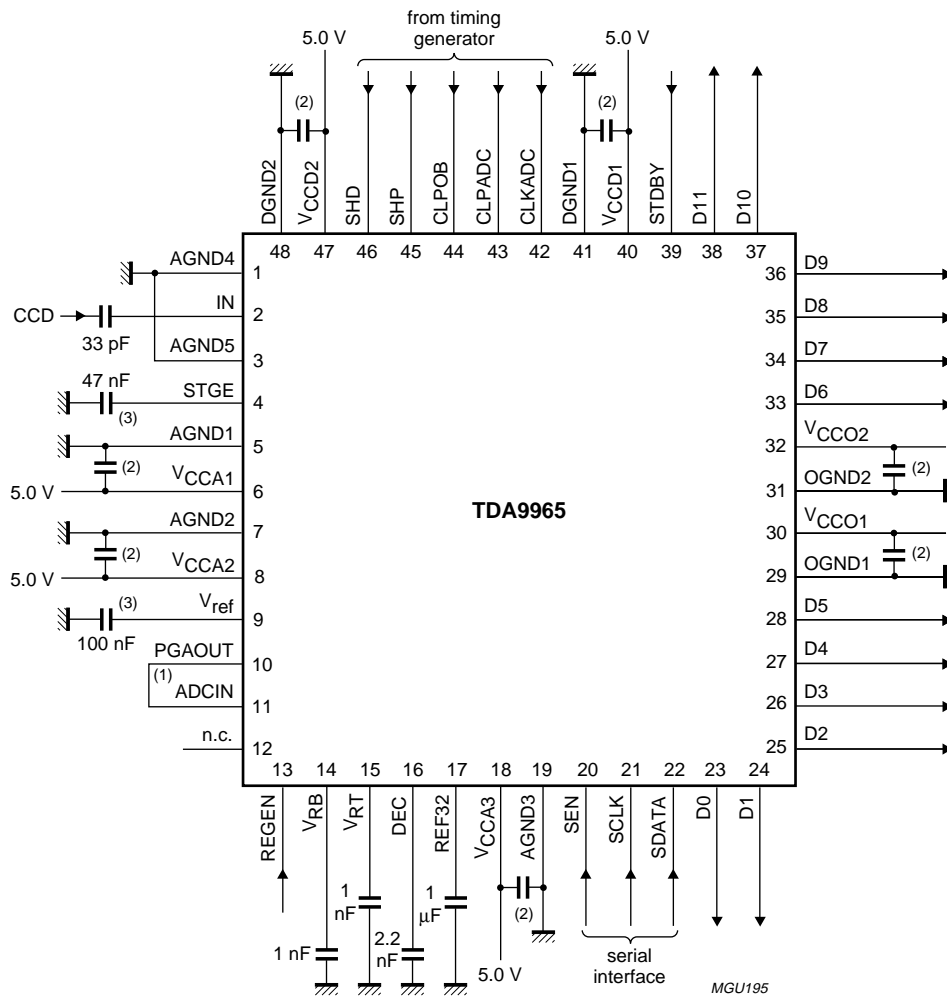 from timing
generator
5.0 V
5.0 V
(2)
(2)
DGND2
VCCD2
SHD
SHP
CLPOB
CLPADC
CLKADC
DGND1
VCCD1
STDBY
D11
D10
48
47
46
45
44
43
42
41
40
39
38
37
AGND4
1
CCD
33 pF
IN
2
AGND5
3
47 nF
(3)
STGE
4
AGND1
5
(2)
5.0 V
VCCA1
6
AGND2
7
(2)
5.0 V
VCCA2
8
(3)
100 nF
Vref
9
PGAOUT
10
(1)
ADCIN
11
n.c.
12
TDA9965
36
D9
35
D8
34
D7
33
D6
32
VCCO2
(2)
31
OGND2
30
VCCO1
(2)
29
OGND1
28
D5
27
D4
26
D3
25
D2
13
14
15
16
17
18
19
20
21
22
23
24
REGEN
VRB
VRT
DEC
REF32
VCCA3
AGND3
SEN
SCLK
SDATA
D0
D1
1 nF
1
nF
2.2
nF
1
μF
(2)
5.0 V
serial
interface
MGU195